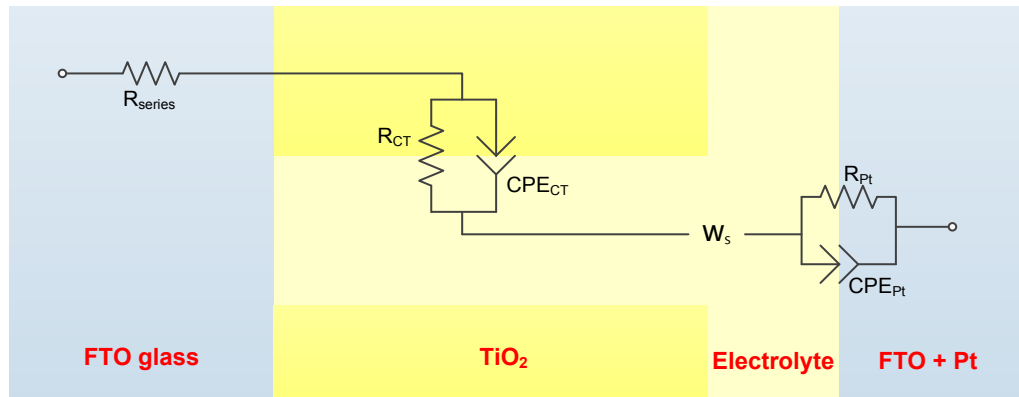 Rseries
RCT
CPECT
RPt
Ws
CPEPt
FTO glass
TiO2
Electrolyte
FTO + Pt